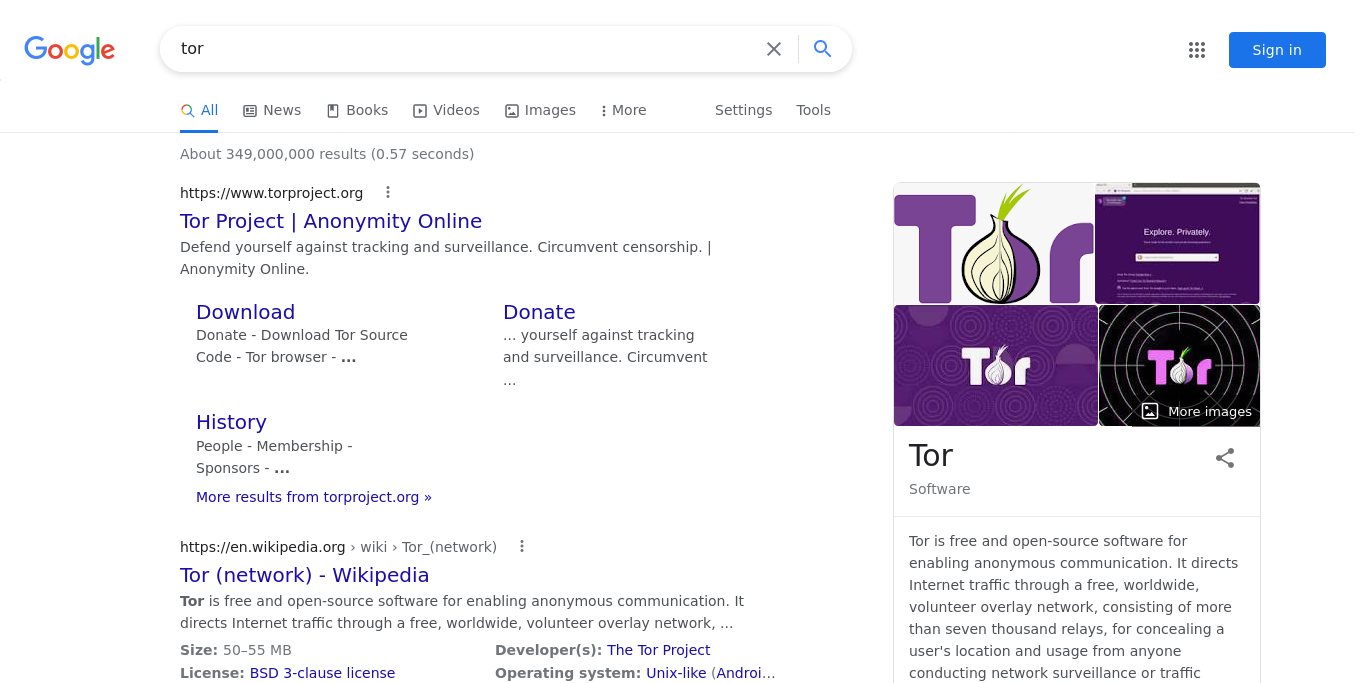 Google
tor
Sign in
All News Books Videos Images More Settings Tools
About 349,000,000 results (0.57 seconds)
https://www.torproject.org
Tor Project | Anonymity Online
Defend yourself against tracking and surveillance. Circumvent censorship. |
Anonymity Online.
Download
Donate - Download Tor Source
Code - Tor browser - ...
Donate
... yourself against tracking
and surveillance. Circumvent
...
History
People - Membership -
Sponsors - ...
More results from torproject.org »
https://en.wikipedia.org › wiki › Tor_(network)
Tor (network) - Wikipedia
Tor is free and open-source software for enabling anonymous communication. It
directs Internet traffic through a free, worldwide, volunteer overlay network, ...
Size: 50–55 MB
Developer(s): The Tor Project
License: BSD 3-clause license
Operating system: Unix-like (Androi...
Tor
Explore. Privately.
Tor
Tor
More images
Tor
Software
Tor is free and open-source software for
enabling anonymous communication. It directs
Internet traffic through a free, worldwide,
volunteer overlay network, consisting of more
than seven thousand relays, for concealing a
user's location and usage from anyone
conducting network surveillance or traffic